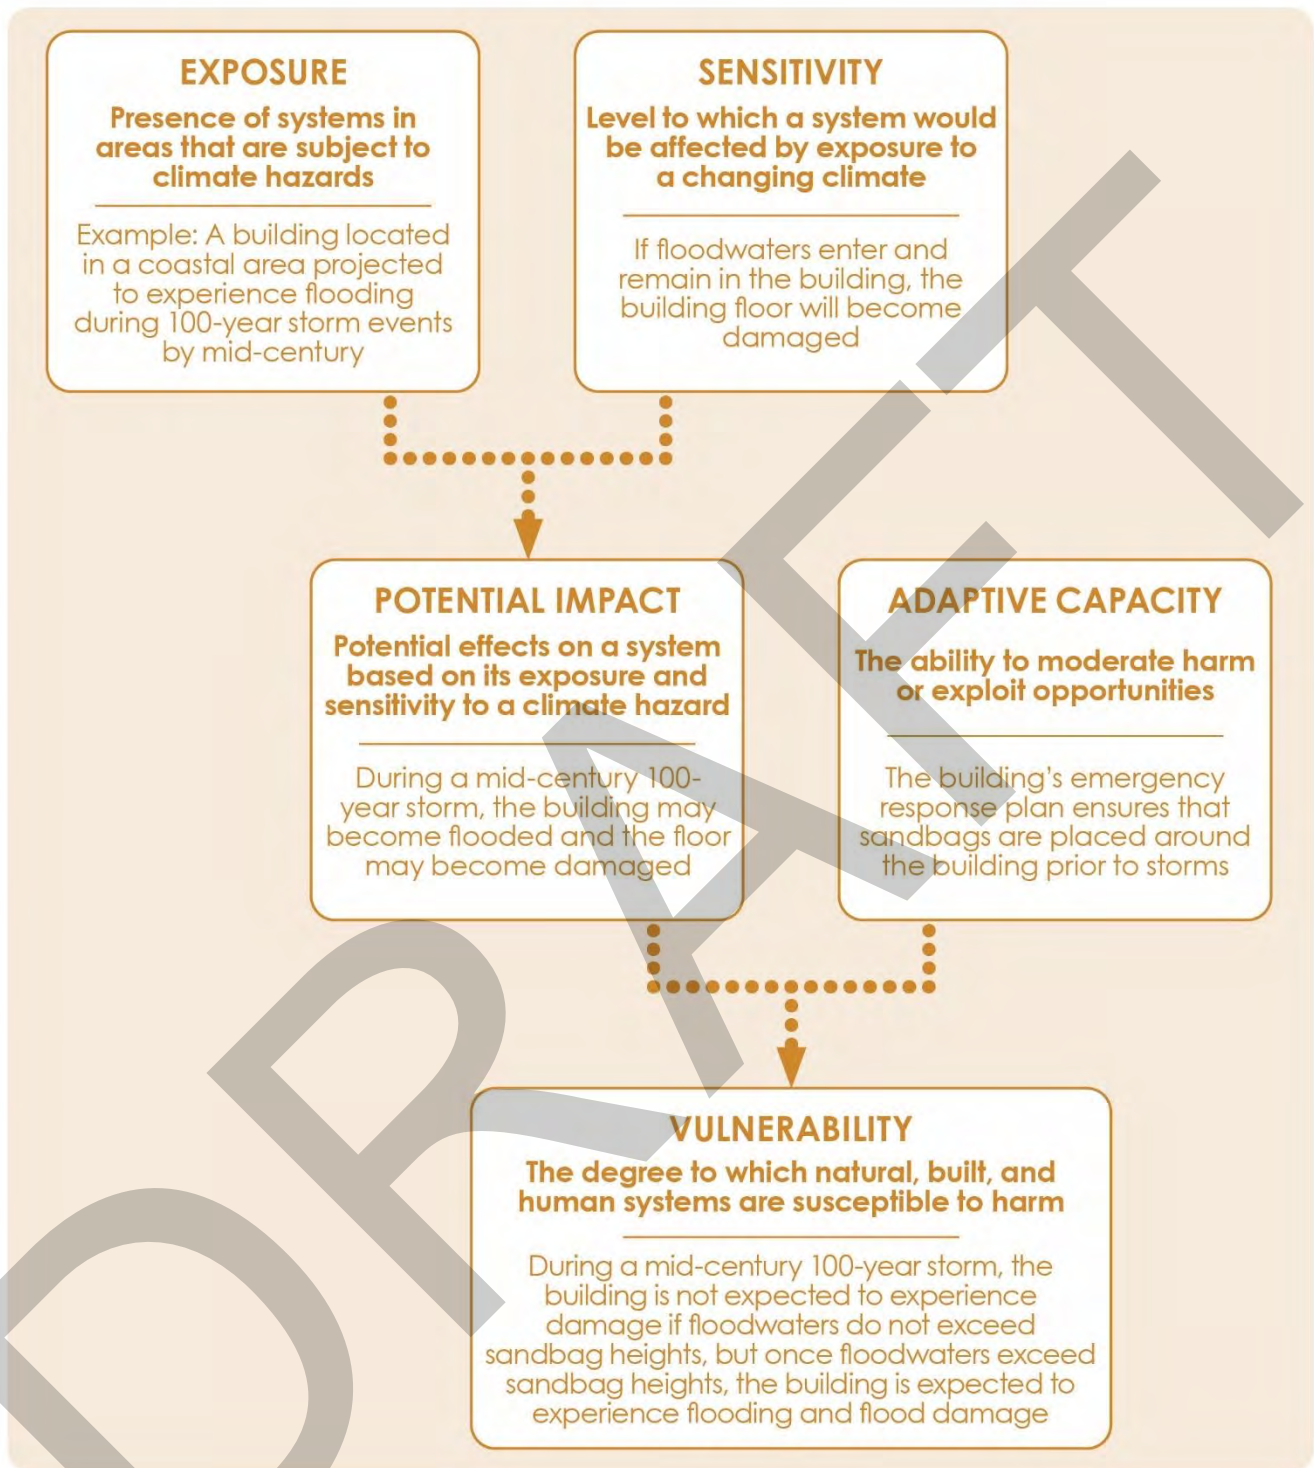 EXPOSURE
Presence of systems in
areas that are subject to
climate hazards
Example: A building located
in a coastal area projected
to experience flooding
during 100-year storm events
by mid-century
SENSITIVITY
Level to which a system would
be affected by exposure to
a changing climate
If floodwaters enter and
remain in the building, the
building floor will become
damaged
POTENTIAL IMPACT
Potential effects on a system
based on its exposure and
sensitivity to a climate hazard
During a mid-century 100-
year storm, the building may
become flooded and the floor
may become damaged
ADAPTIVE CAPACITY
The ability to moderate harm
or exploit opportunities
The building’s emergency
response plan ensures that
sandbags are placed around
the building prior to storms
VULNERABILITY
The degree to which natural, built, and
human systems are susceptible to harm
During a mid-century 100-year storm, the
building is not expected to experience
damage if floodwaters do not exceed
sandbag heights, but once floodwaters exceed
sandbag heights, the building is expected to
experience flooding and flood damage
DRAFT